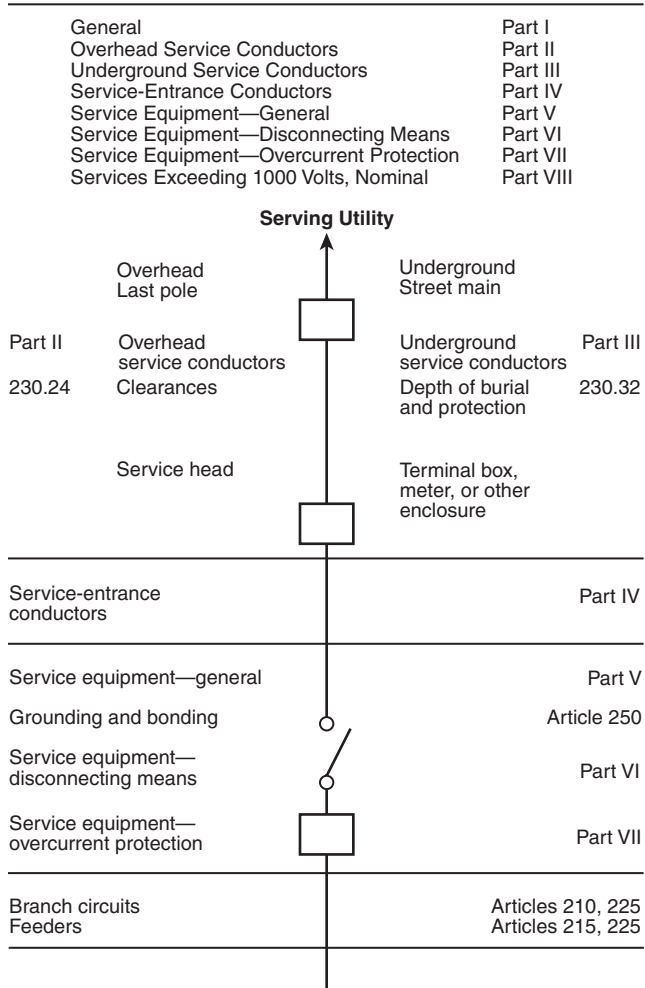 General Part I
Overhead Service Conductors Part II
Underground Service Conductors Part III
Service-Entrance Conductors Part IV
Service Equipment—General Part V
Service Equipment—Disconnecting Means Part VI
Service Equipment—Overcurrent Protection Part VII
Services Exceeding 1000 Volts, Nominal Part VIII
Serving Utility
Overhead
Last pole
Underground
Street main
Part II
Overhead
service conductors
Underground
service conductors
Part III
230.24
Clearances
Depth of burial
and protection
230.32
Service head
Terminal box,
meter, or other
enclosure
Service-entrance
conductors
Part IV
Service equipment—general Part V
Grounding and bonding Article 250
Service equipment—
disconnecting means
Part VI
Service equipment—
overcurrent protection
Part VII
Branch circuits Articles 210, 225
Feeders Articles 215, 225